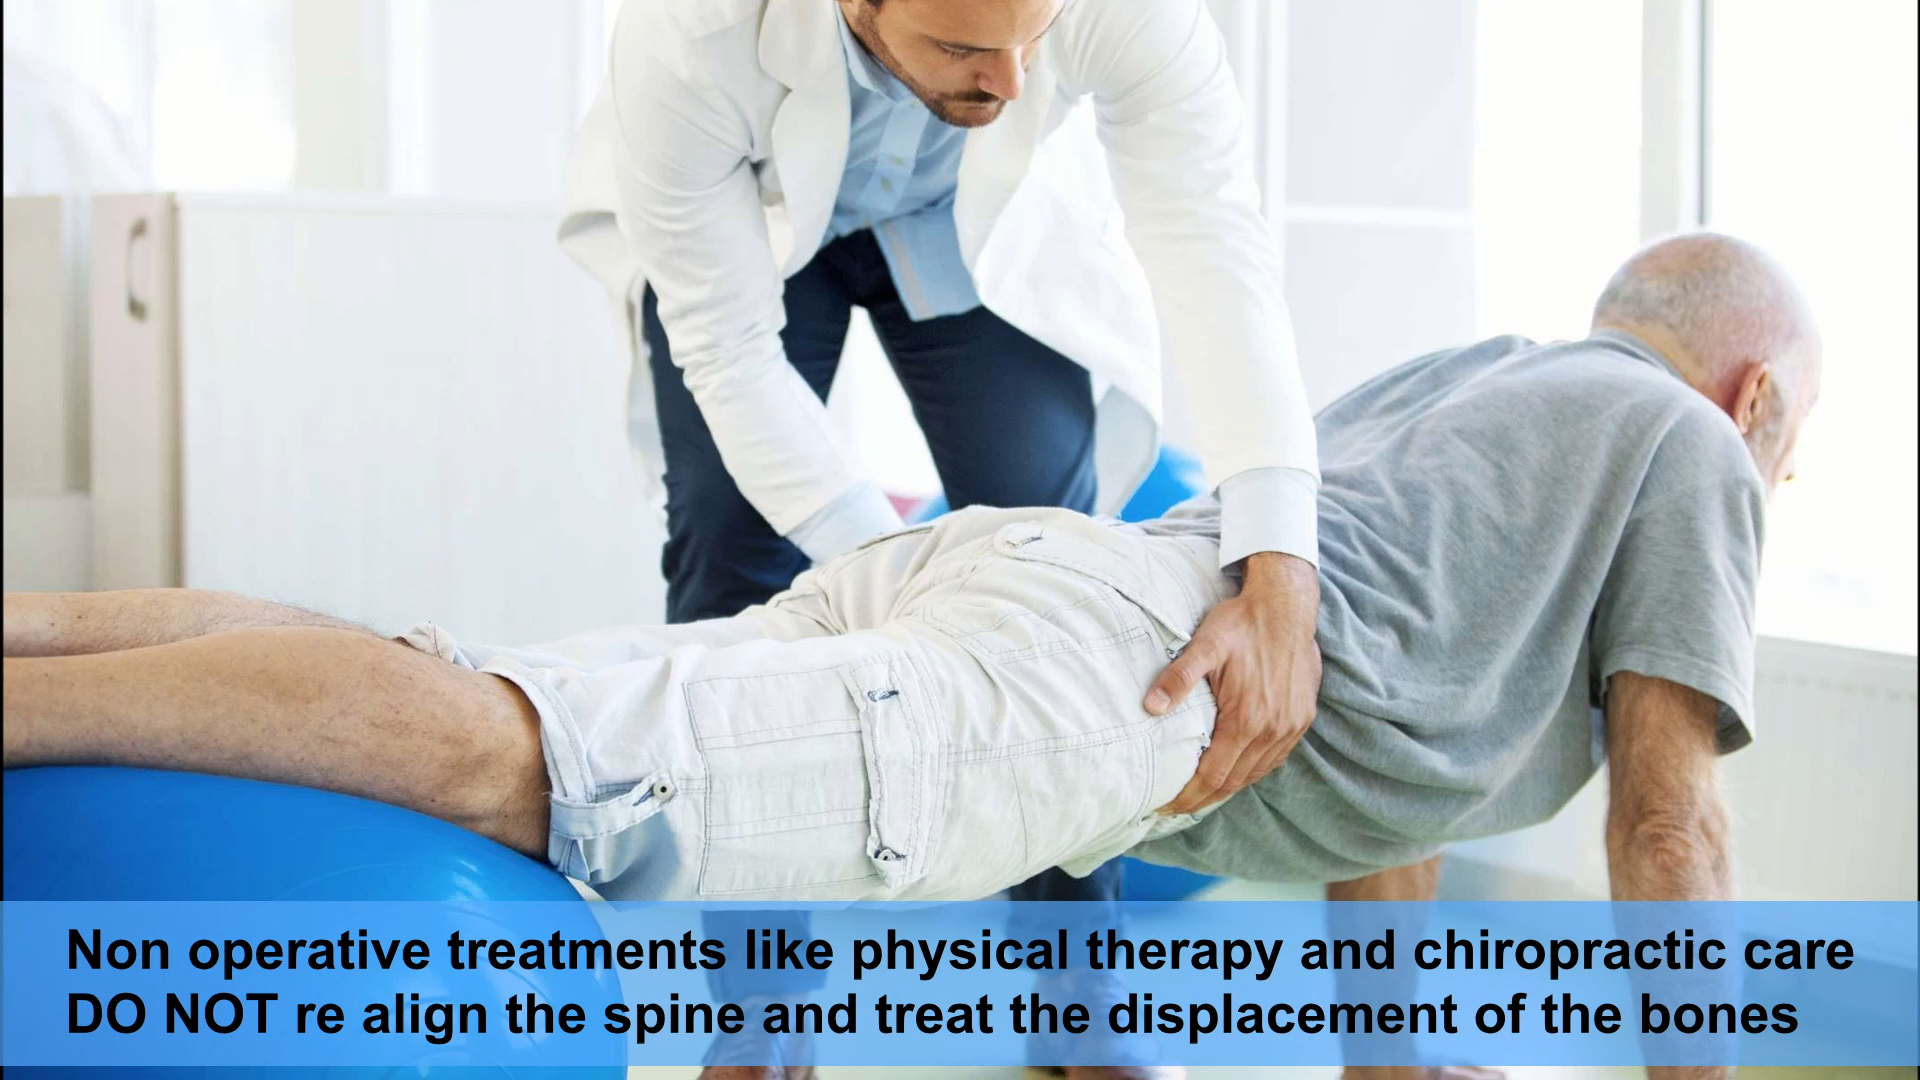 Non operative treatments like physical therapy and chiropractic care
DO NOT re align the spine and treat the displacement of the bones